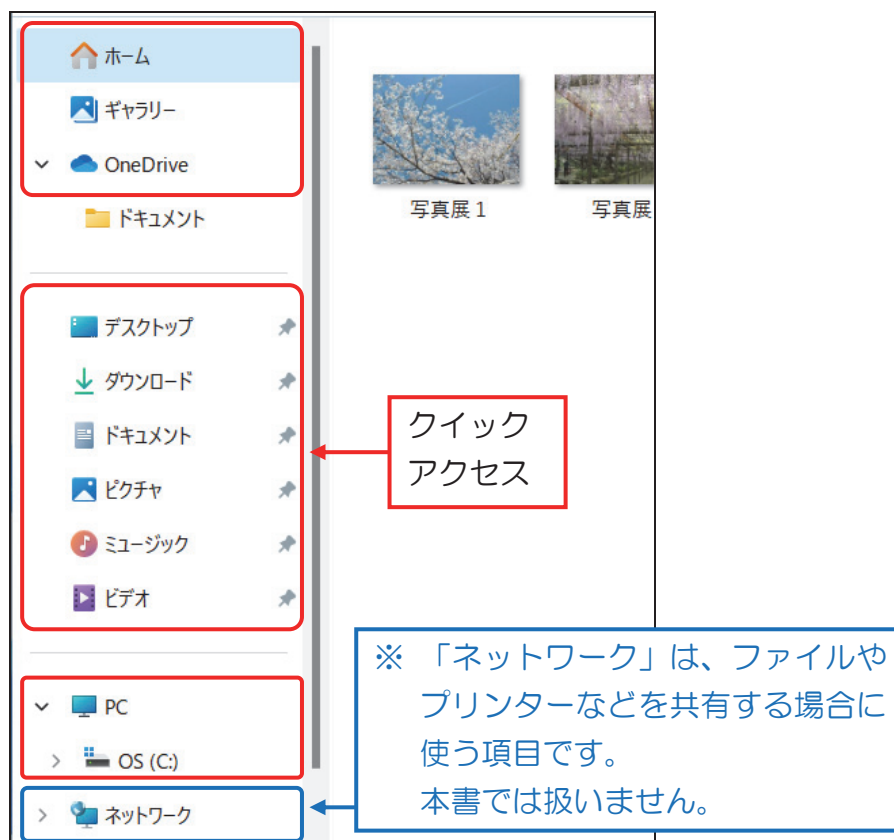 ホーム
ギャラリー
OneDrive
ドキュメント
写真展 1
写真展
デスクトップ
ダウンロード
ドキュメント
ピクチャ
ミュージック
ビデオ
クイック
アクセス
PC
OS (C:)
ネットワーク
※ 「ネットワーク」は、ファイルや
プリンターなどを共有する場合に
使う項目です。
本書では扱いません。